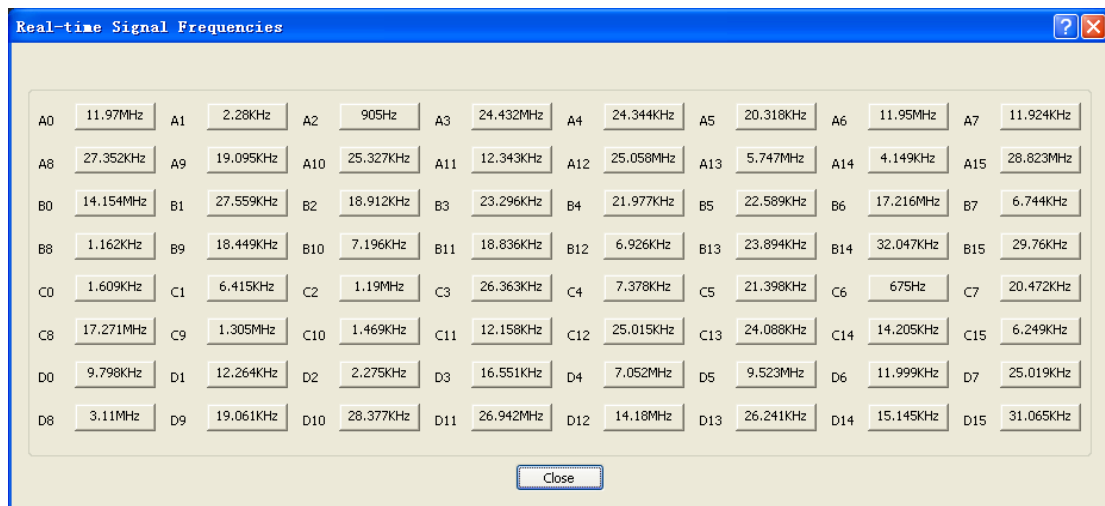 Real-time Signal Frequencies
A0 11.97MHz A1 2.28KHz A2 905Hz A3 24.432MHz A4 24.344KHz A5 20.318KHz A6 11.95MHz A7 11.924KHz
A8 27.352KHz A9 19.095KHz A10 25.327KHz A11 12.343KHz A12 25.058MHz A13 5.747MHz A14 4.149KHz A15 28.823MHz
B0 14.154MHz B1 27.559KHz B2 18.912KHz B3 23.296KHz B4 21.977KHz B5 22.589KHz B6 17.216MHz B7 6.744KHz
B8 1.162KHz B9 18.449KHz B10 7.196KHz B11 18.836KHz B12 6.926KHz B13 23.894KHz B14 32.047KHz B15 29.76KHz
C0 1.609KHz C1 6.415KHz C2 1.19MHz C3 26.363KHz C4 7.378KHz C5 21.398KHz C6 675Hz C7 20.472KHz
C8 17.271MHz C9 1.305MHz C10 1.469KHz C11 12.158KHz C12 25.015KHz C13 24.088KHz C14 14.205KHz C15 6.249KHz
D0 9.798KHz D1 12.264KHz D2 2.275KHz D3 16.551KHz D4 7.052MHz D5 9.523MHz D6 11.999KHz D7 25.019KHz
D8 3.11MHz D9 19.061KHz D10 28.377KHz D11 26.942MHz D12 14.18MHz D13 26.241KHz D14 15.145KHz D15 31.065KHz
Close